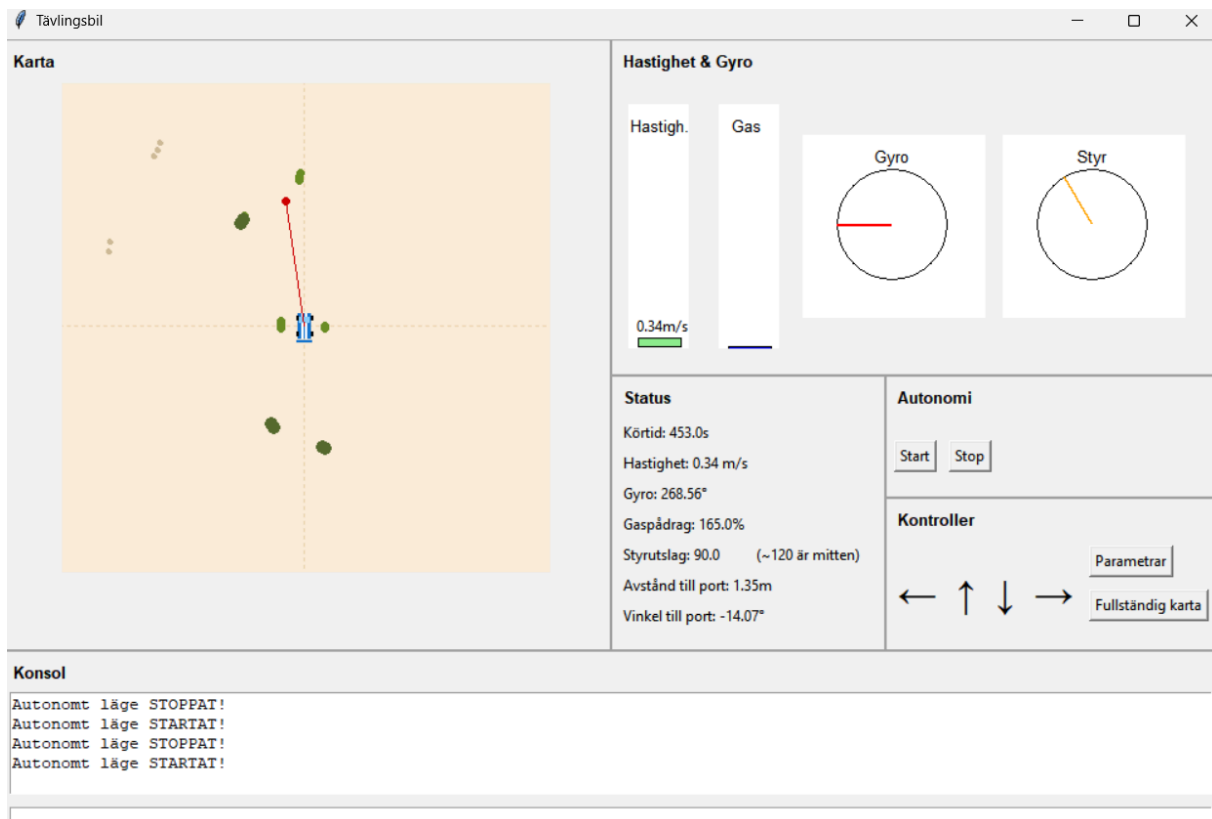 Tävlingsbil
Karta
Hastighet & Gyro
Hastigh.
Gas
Gyro
Styr
0.34m/s
Status
Körtid: 453.0s
Hastighet: 0.34 m/s
Gyro: 268.56°
Gaspådrag: 165.0%
Styrutslag: 90.0 (~120 är mitten)
Avstånd till port: 1.35m
Vinkel till port: -14.07°
Autonomi
Start Stop
Kontroller
← ↑ ↓ →
Parametrar
Fullständig karta
Konsol
Autonomt läge STOPPAT!
Autonomt läge STARTAT!
Autonomt läge STOPPAT!
Autonomt läge STARTAT!